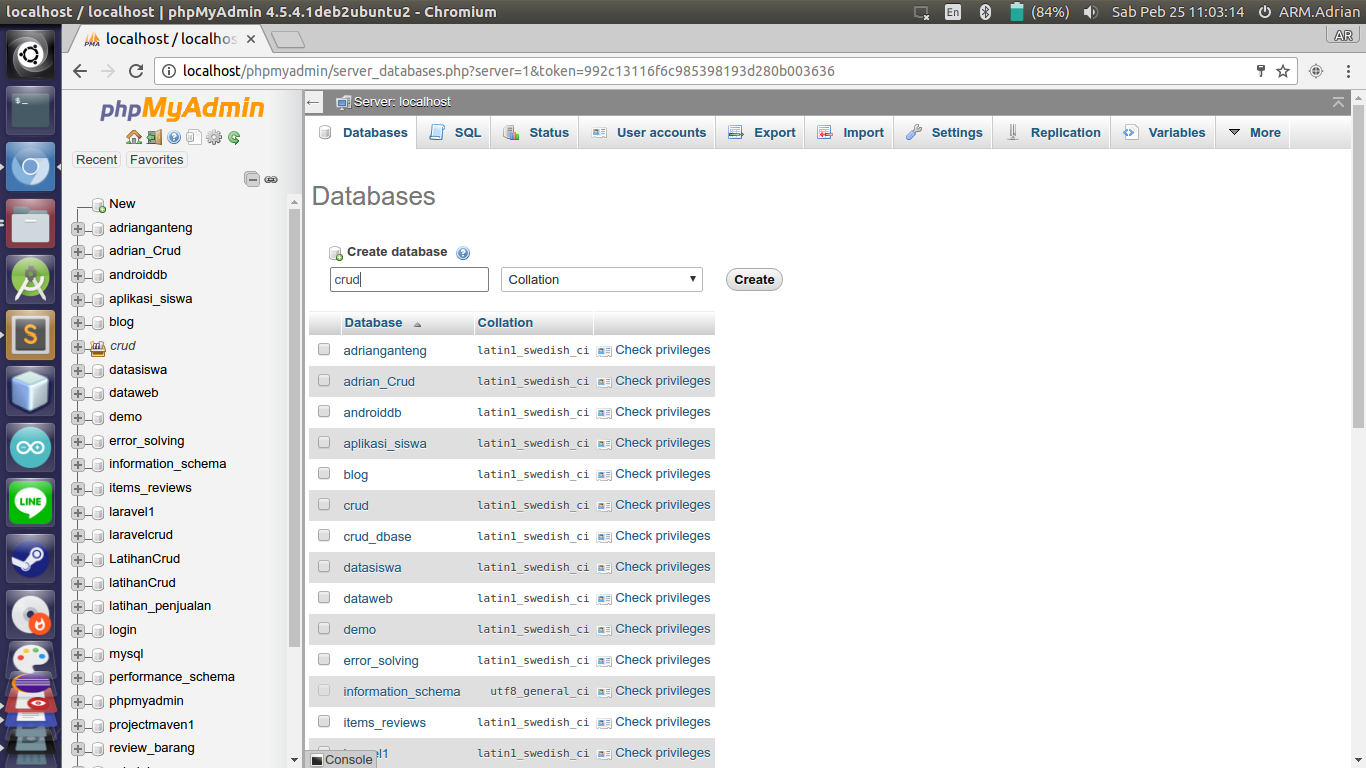 localhost / localhost | phpMyAdmin 4.5.4.1deb2ubuntu2 - Chromium
En
(84%)
Sab Peb 25 11:03:14
ARM.Adrian
PMA
localhost / localhos
AR
localhost/phpmyadmin/server_databases.php?server=1&token=992c13116f6c985398193d280b003636
phpMyAdmin
Recent
Favorites
New
adrianganteng
adrian_Crud
androiddb
aplikasi_siswa
blog
crud
datasiswa
dataweb
demo
error_solving
information_schema
items_reviews
laravel1
laravelcrud
LatihanCrud
latihanCrud
latihan_penjualan
login
mysql
performance_schema
phpmyadmin
projectmaven1
review_barang
Server: localhost
Databases
SQL
Status
User accounts
Export
Import
Settings
Replication
Variables
More
Databases
Create database
crud
Collation
Create
Database
Collation
adrianganteng latin1_swedish_ci Check privileges
adrian_Crud latin1_swedish_ci Check privileges
androiddb latin1_swedish_ci Check privileges
aplikasi_siswa latin1_swedish_ci Check privileges
blog latin1_swedish_ci Check privileges
crud latin1_swedish_ci Check privileges
crud_dbase latin1_swedish_ci Check privileges
datasiswa latin1_swedish_ci Check privileges
dataweb latin1_swedish_ci Check privileges
demo latin1_swedish_ci Check privileges
error_solving latin1_swedish_ci Check privileges
information_schema utf8_general_ci Check privileges
items_reviews latin1_swedish_ci Check privileges
latin1_swedish_ci Check privileges
Console
S
LINE